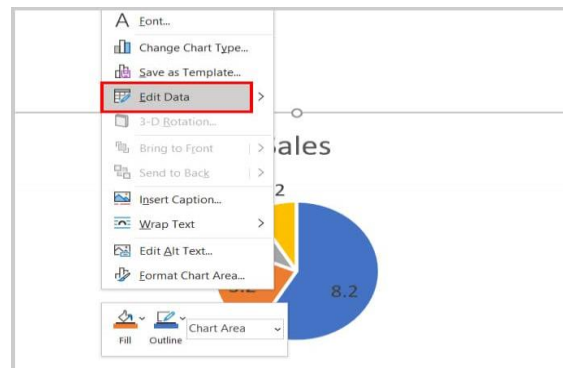 Font...
Change Chart Type...
Save as Template...
Edit Data
3-D Rotation...
Bring to Front
Send to Back
Insert Caption...
Wrap Text
Edit Alt Text...
Format Chart Area...
Fill
Outline
Chart Area
ales
2
8.2